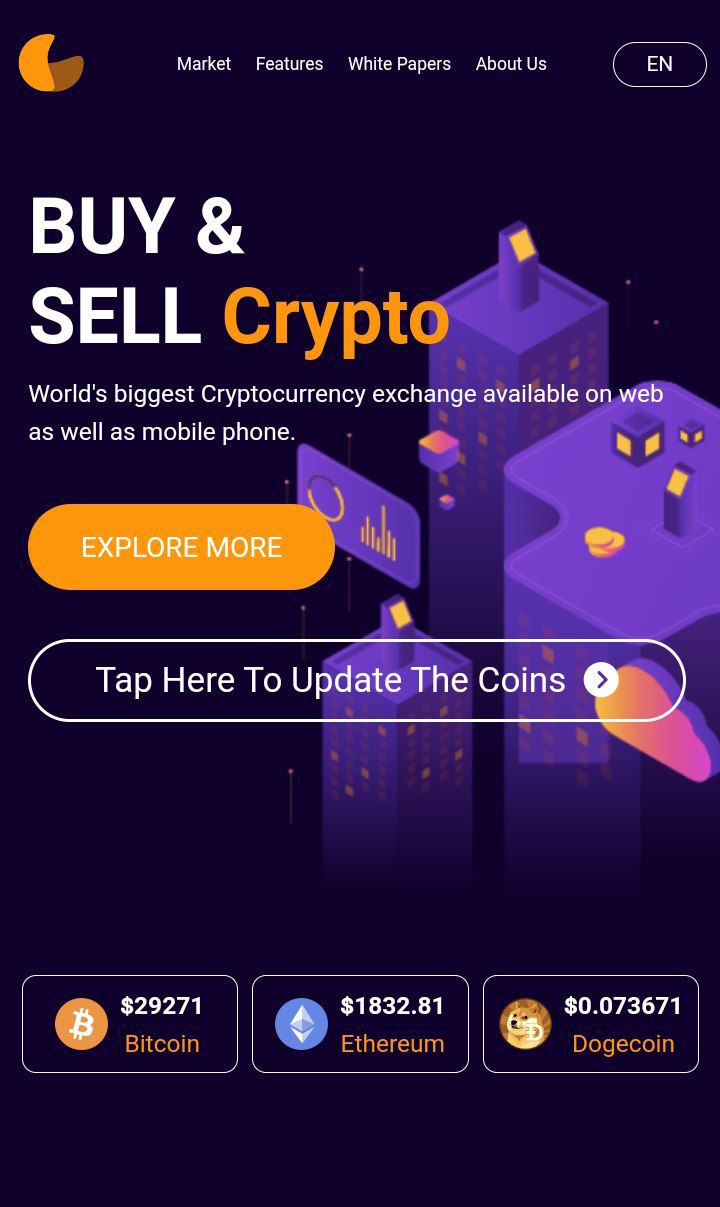 Market Features White Papers About Us EN
BUY &
SELL Crypto
World's biggest Cryptocurrency exchange available on web
as well as mobile phone.
EXPLORE MORE
Tap Here To Update The Coins
$29271 $1832.81 $0.073671
Bitcoin Ethereum Dogecoin